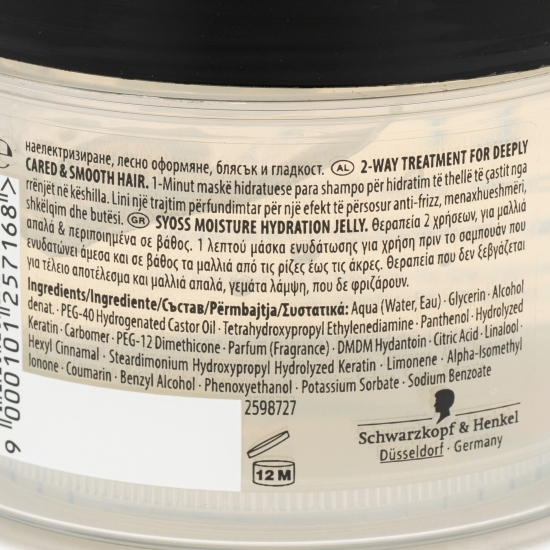 e
наелектризиране, лесно оформяне, блясък и гладкост. AL 2-WAY TREATMENT FOR DEEPLY
CARED & SMOOTH HAIR. 1-Minut maskë hidratuese para shampo për hidratim të thellë të çastit nga
rrënjët në këshilla. Lini një trajtim përfundimtar për një efekt të përsosur anti-frizz, menaxhueshmëri,
shkëlqim dhe butësi. GR SYOSS MOISTURE HYDRATION JELLY. Θεραπεία 2 χρήσεων, για μαλλιά
απαλά & περιποιημένα σε βάθος. 1 λεπτού μάσκα ενυδάτωσης για χρήση πριν το σαμπουάν που
ενυδατώνει άμεσα και σε βάθος τα μαλλιά από τις ρίζες έως τις άκρες. Θεραπεία που δεν ξεβγάζεται
για τέλειο αποτέλεσμα και μαλλιά απαλά, γεμάτα λάμψη, που δε φριζάρουν.
Ingredients/Ingrediente/Състав/Përmbajtja/Συστατικά: Aqua (Water, Eau) · Glycerin · Alcohol
denat. · PEG-40 Hydrogenated Castor Oil · Tetrahydroxypropyl Ethylenediamine · Panthenol · Hydrolyzed
Keratin · Carbomer · PEG-12 Dimethicone · Parfum (Fragrance) · DMDM Hydantoin · Citric Acid · Linalool ·
Hexyl Cinnamal · Steardimonium Hydroxypropyl Hydrolyzed Keratin · Limonene · Alpha-Isomethyl
Ionone · Coumarin · Benzyl Alcohol · Phenoxyethanol · Potassium Sorbate · Sodium Benzoate
9 000101 257168 >
2598727
12 M
Schwarzkopf & Henkel
Düsseldorf · Germany